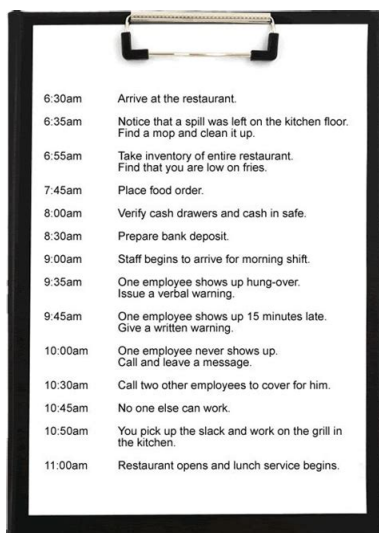 6:30am Arrive at the restaurant.
6:35am Notice that a spill was left on the kitchen floor.
Find a mop and clean it up.
6:55am Take inventory of entire restaurant.
Find that you are low on fries.
7:45am Place food order.
8:00am Verify cash drawers and cash in safe.
8:30am Prepare bank deposit.
9:00am Staff begins to arrive for morning shift.
9:35am One employee shows up hung-over.
Issue a verbal warning.
9:45am One employee shows up 15 minutes late.
Give a written warning.
10:00am One employee never shows up.
Call and leave a message.
10:30am Call two other employees to cover for him.
10:45am No one else can work.
10:50am You pick up the slack and work on the grill in
the kitchen.
11:00am Restaurant opens and lunch service begins.